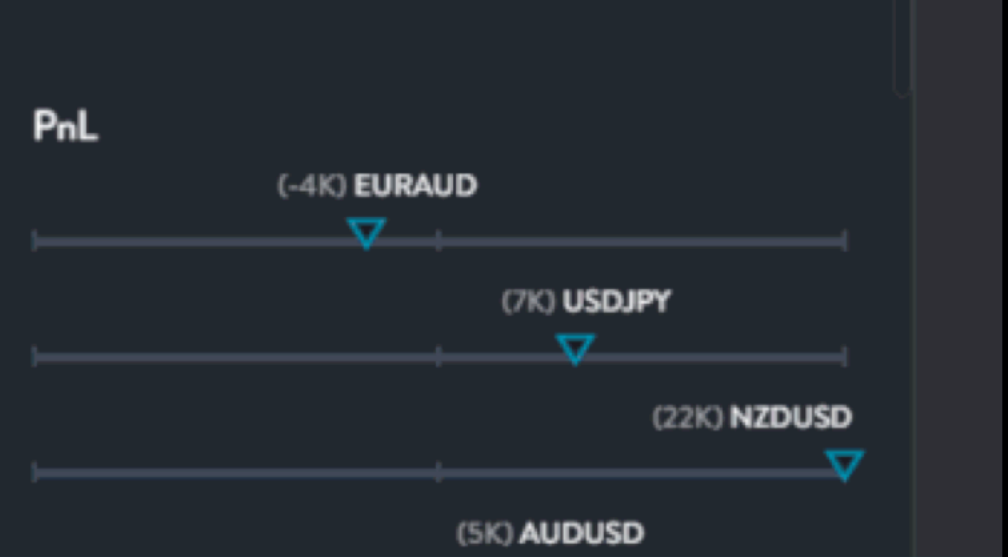 PnL
(-4K) EURAUD
(7K) USDJPY
(22K) NZDUSD
(5K) AUDUSD